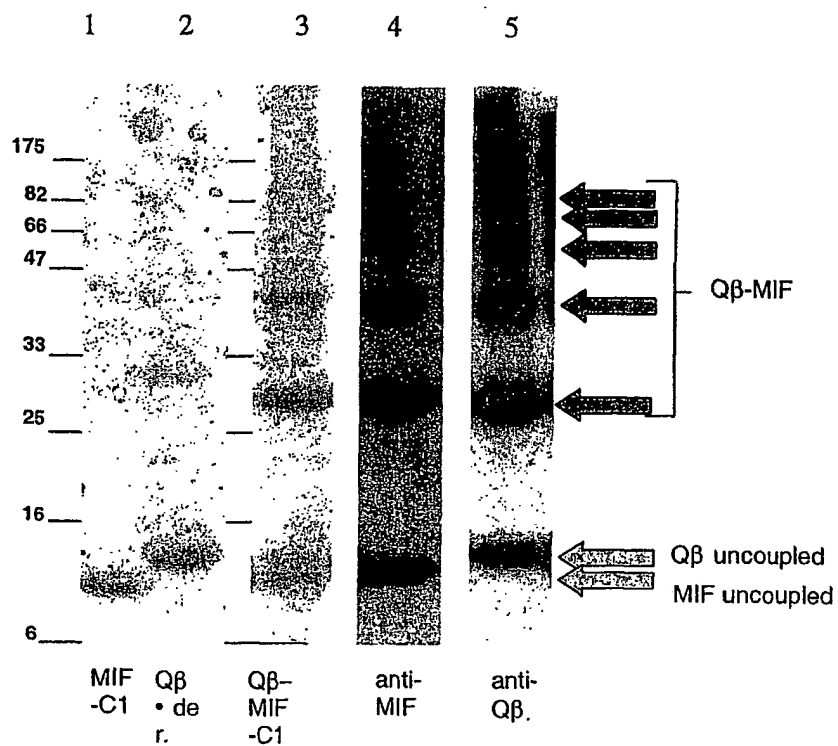 1 2 3 4 5
175
82
66
47
33
25
16
6
Qβ-MIF
Qβ uncoupled
MIF uncoupled
MIF
-C1
Qβ
• de
r.
Qβ–
MIF
-C1
anti-
MIF
anti-
Qβ.